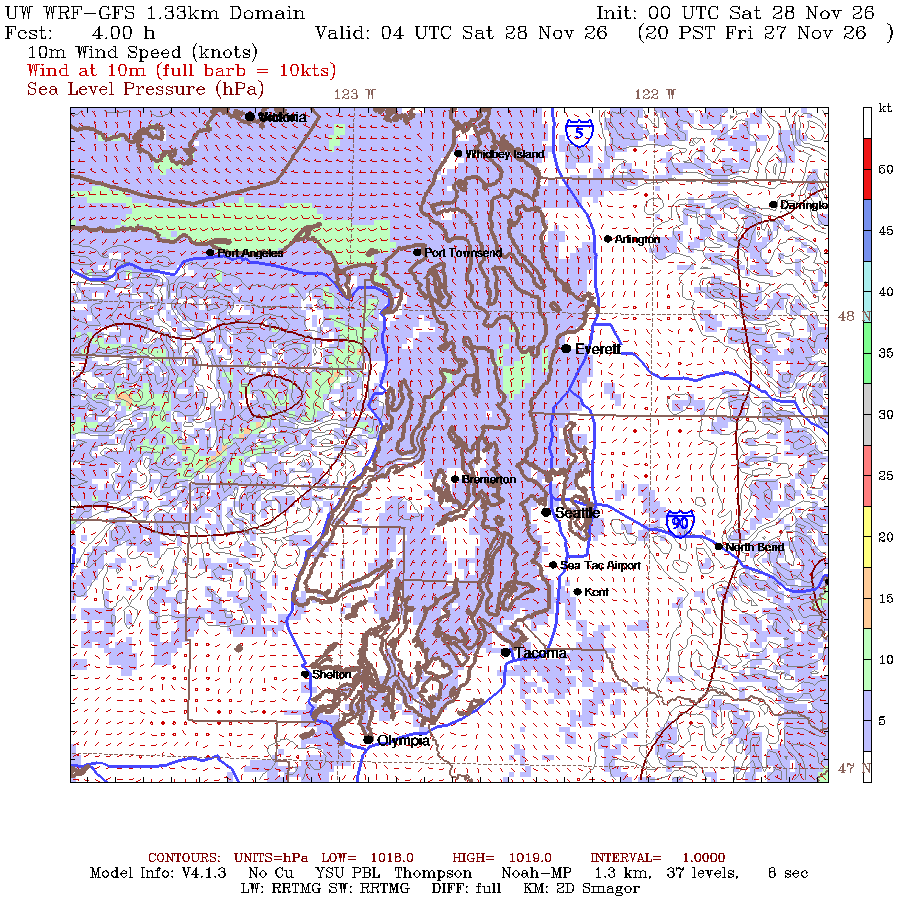 UW WRF-GFS 1.33km Domain Init: 00 UTC Sat 28 Nov 26
Fcst: 4.00 h Valid: 04 UTC Sat 28 Nov 26 (20 PST Fri 27 Nov 26 )
10m Wind Speed (knots)
Wind at 10m (full barb = 10kts)
Sea Level Pressure (hPa)
123 W 122 W
kt
Victoria
5
Whidbey Island
60
Darringto
Arlington
45
Port Angeles Port Townsend
40
48 N
Everett
35
30
25
Bremerton
Seattle
90
20
North Bend
Sea Tac Airport
Kent
15
Tacoma
10
Shelton
5
Olympia
47 N
CONTOURS: UNITS=hPa LOW= 1018.0 HIGH= 1019.0 INTERVAL= 1.0000
Model Info: V4.1.3 No Cu YSU PBL Thompson Noah-MP 1.3 km, 37 levels, 8 sec
LW: RRTMG SW: RRTMG DIFF: full KM: 2D Smagor